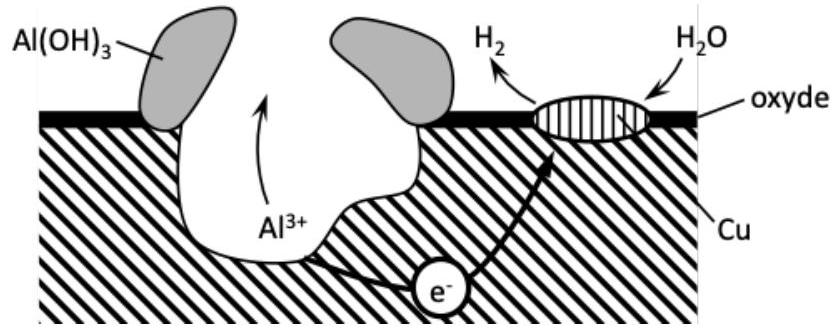 Al(OH)₃
H₂
H₂O
oxyde
Al³⁺
Cu
e⁻